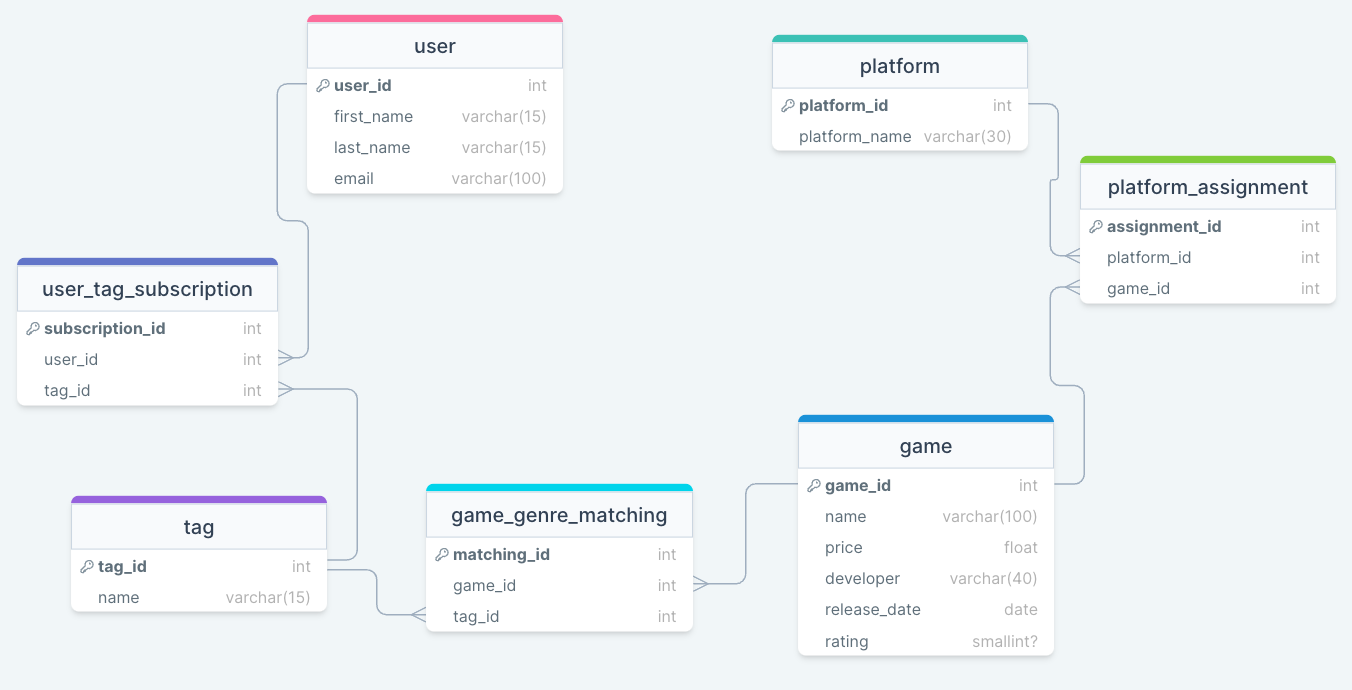 user
user_id int
first_name varchar(15)
last_name varchar(15)
email varchar(100)
platform
platform_id int
platform_name varchar(30)
platform_assignment
assignment_id int
platform_id int
game_id int
user_tag_subscription
subscription_id int
user_id int
tag_id int
tag
tag_id int
name varchar(15)
game_genre_matching
matching_id int
game_id int
tag_id int
game
game_id int
name varchar(100)
price float
developer varchar(40)
release_date date
rating smallint?